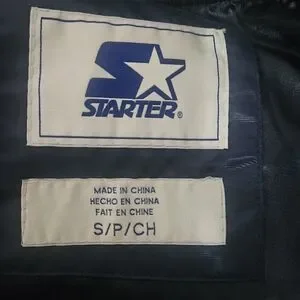 STARTER®
MADE IN CHINA
HECHO EN CHINA
FAIT EN CHINE
S/P/CH